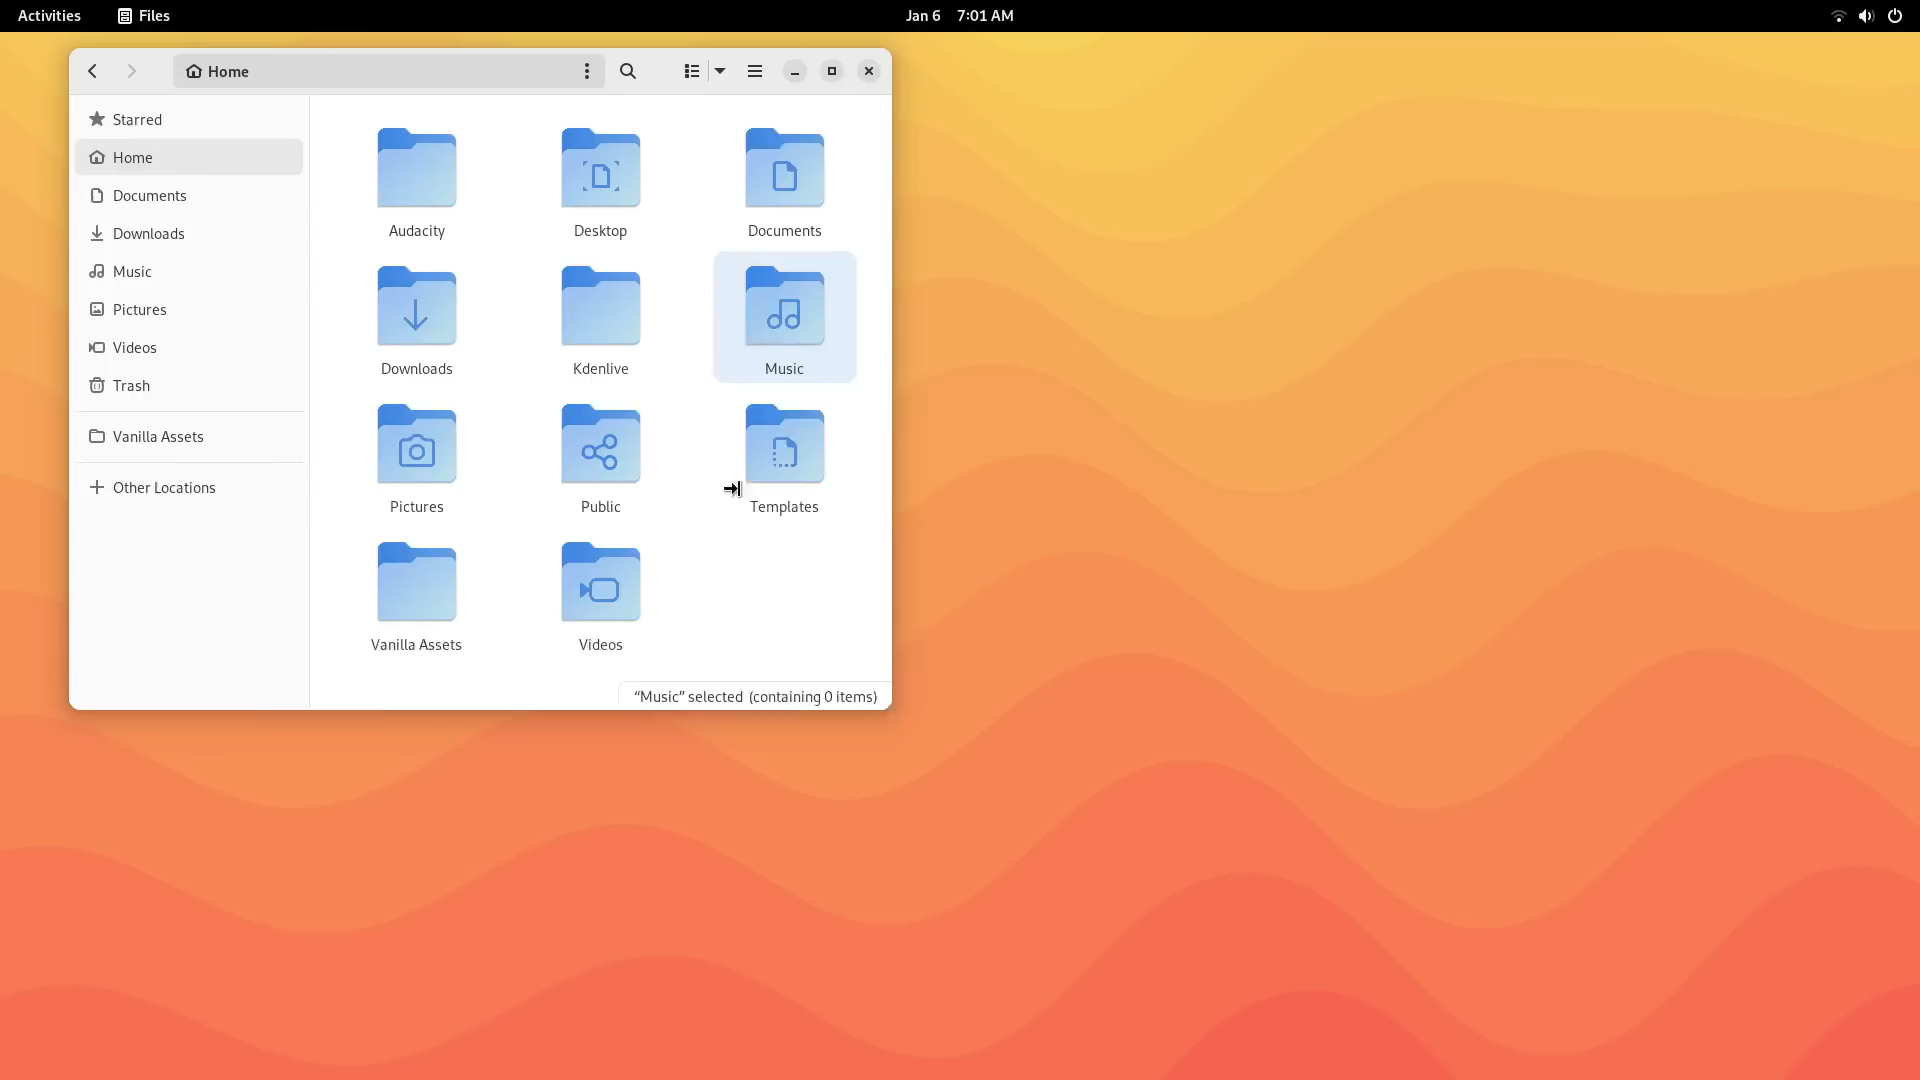 Activities
Files
Jan 6 7:01 AM
Home
Starred
Home
Documents
Downloads
Music
Pictures
Videos
Trash
Vanilla Assets
Other Locations
Audacity
Desktop
Documents
Downloads
Kdenlive
Music
Pictures
Public
Templates
Vanilla Assets
Videos
“Music” selected (containing 0 items)